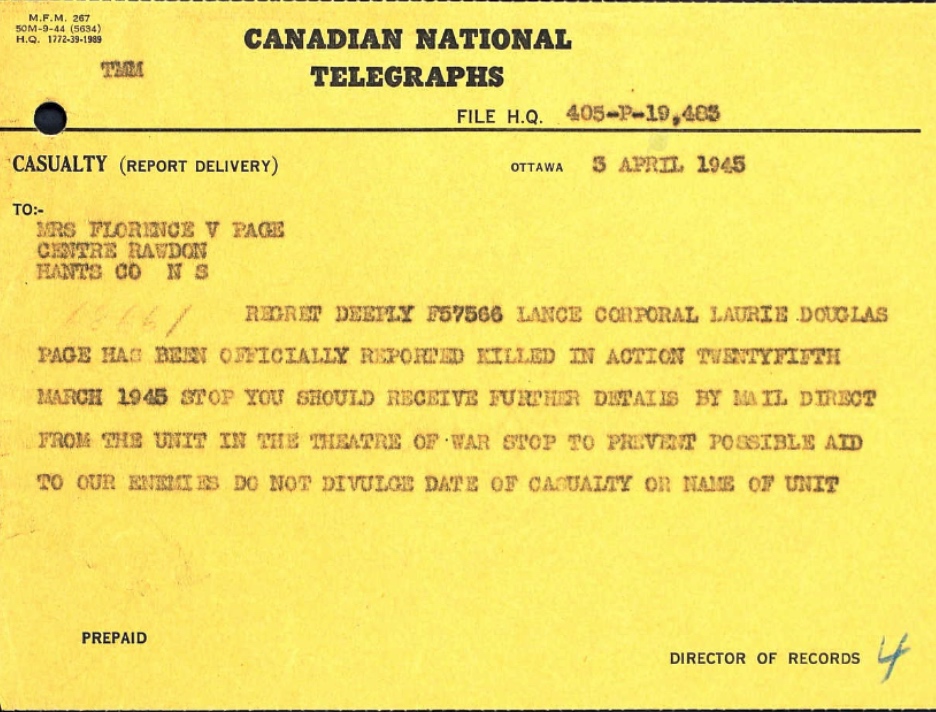 M.F.M. 267
50M-9-44 (5634)
H.Q. 1772-39-1989
CANADIAN NATIONAL
TELEGRAPHS
TMM
FILE H.Q. 405-P-19,483
CASUALTY (REPORT DELIVERY)
OTTAWA 3 APRIL 1945
TO:-
MRS FLORENCE V PAGE
CENTRE RAWDON
HANTS CO N S
REGRET DEEPLY F57566 LANCE CORPORAL LAURIE DOUGLAS
PAGE HAS BEEN OFFICIALLY REPORTED KILLED IN ACTION TWENTYFIFTH
MARCH 1945 STOP YOU SHOULD RECEIVE FURTHER DETAILS BY MAIL DIRECT
FROM THE UNIT IN THE THEATRE OF WAR STOP TO PREVENT POSSIBLE AID
TO OUR ENEMIES DO NOT DIVULGE DATE OF CASUALTY OR NAME OF UNIT
PREPAID
DIRECTOR OF RECORDS 4